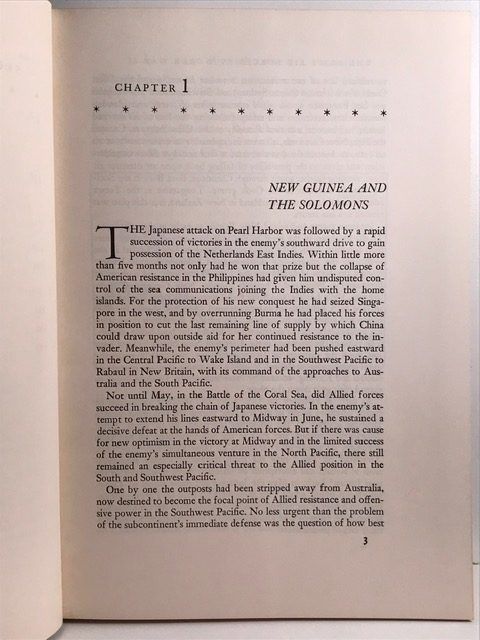 CHAPTER 1
* * * * * * * * * * *
NEW GUINEA AND
THE SOLOMONS
THE Japanese attack on Pearl Harbor was followed by a rapid
succession of victories in the enemy's southward drive to gain
possession of the Netherlands East Indies. Within little more
than five months not only had he won that prize but the collapse of
American resistance in the Philippines had given him undisputed con-
trol of the sea communications joining the Indies with the home
islands. For the protection of his new conquest he had seized Singa-
pore in the west, and by overrunning Burma he had placed his forces
in position to cut the last remaining line of supply by which China
could draw upon outside aid for her continued resistance to the in-
vader. Meanwhile, the enemy's perimeter had been pushed eastward
in the Central Pacific to Wake Island and in the Southwest Pacific to
Rabaul in New Britain, with its command of the approaches to Aus-
tralia and the South Pacific.
Not until May, in the Battle of the Coral Sea, did Allied forces
succeed in breaking the chain of Japanese victories. In the enemy's at-
tempt to extend his lines eastward to Midway in June, he sustained a
decisive defeat at the hands of American forces. But if there was cause
for new optimism in the victory at Midway and in the limited success
of the enemy's simultaneous venture in the North Pacific, there still
remained an especially critical threat to the Allied position in the
South and Southwest Pacific.
One by one the outposts had been stripped away from Australia,
now destined to become the focal point of Allied resistance and offen-
sive power in the Southwest Pacific. No less urgent than the problem
of the subcontinent's immediate defense was the question of how best
3